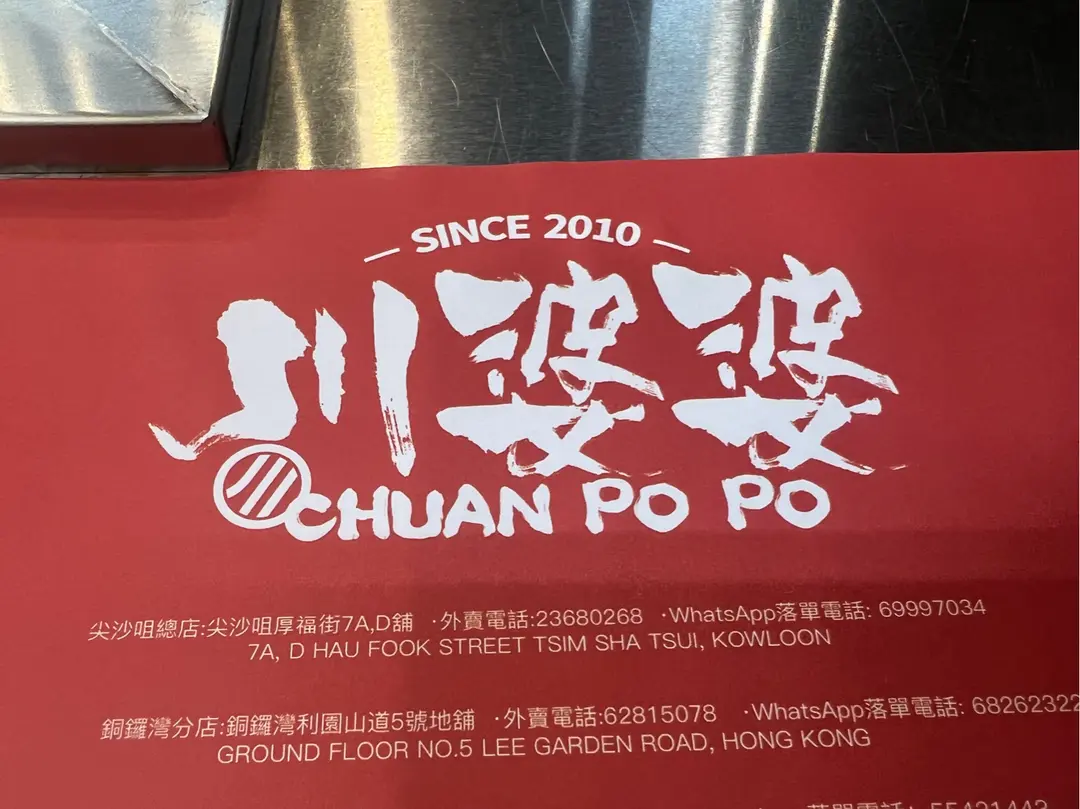 SINCE 2010
川婆婆
CHUAN PO PO
尖沙咀總店:尖沙咀厚福街7A,D舖 ·外賣電話:23680268 ·WhatsApp落單電話: 69997034
7A, D HAU FOOK STREET TSIM SHA TSUI, KOWLOON
銅鑼灣分店:銅鑼灣利園山道5號地舖 ·外賣電話:62815078 ·WhatsApp落單電話: 68262322
GROUND FLOOR NO.5 LEE GARDEN ROAD, HONG KONG